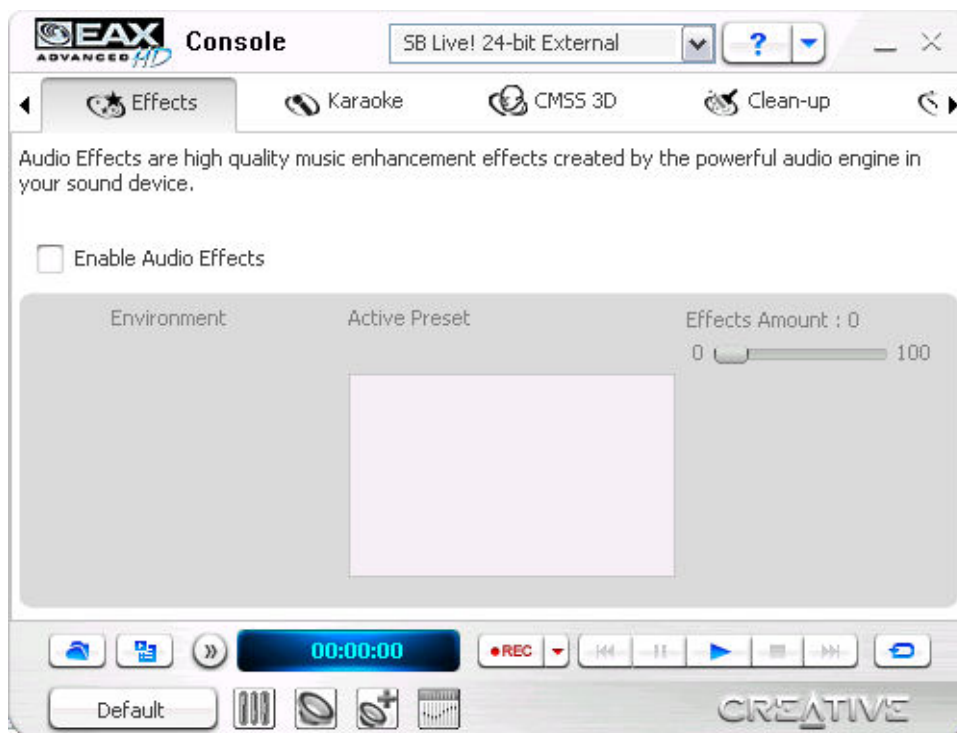 EAX
ADVANCED HD
Console
SB Live! 24-bit External
?
Effects
Karaoke
CMSS 3D
Clean-up
Audio Effects are high quality music enhancement effects created by the powerful audio engine in
your sound device.
Enable Audio Effects
Environment
Active Preset
Effects Amount : 0
0
100
00:00:00
REC
Default
CREATIVE